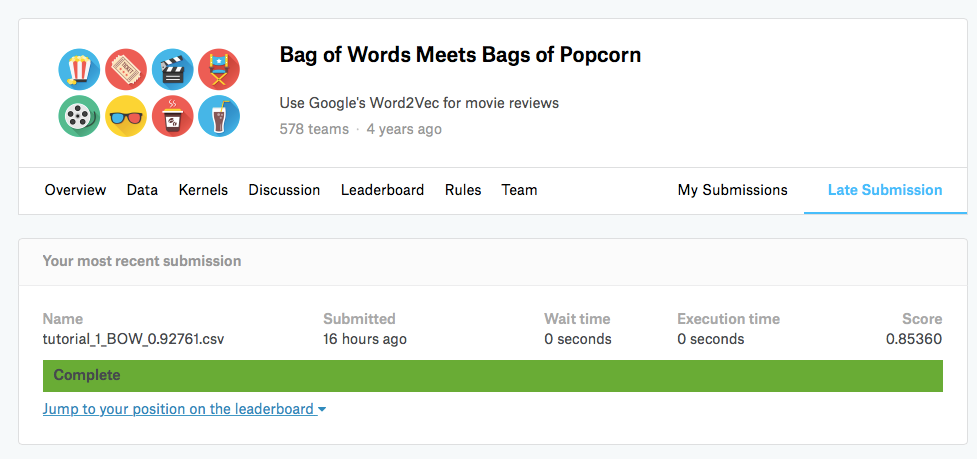 Bag of Words Meets Bags of Popcorn
Use Google's Word2Vec for movie reviews
578 teams · 4 years ago
Overview Data Kernels Discussion Leaderboard Rules Team My Submissions Late Submission
Your most recent submission
Name Submitted Wait time Execution time Score
tutorial_1_BOW_0.92761.csv 16 hours ago 0 seconds 0 seconds 0.85360
Complete
Jump to your position on the leaderboard